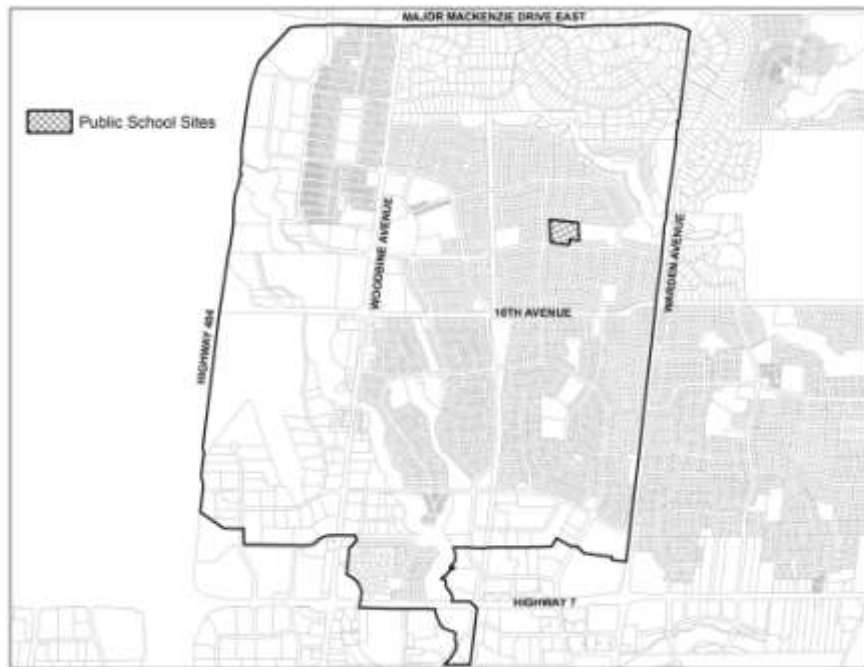 MAJOR MACKENZIE DRIVE EAST
Public School Sites
WOODBINE AVENUE
WARDEN AVENUE
16TH AVENUE
HIGHWAY 404
HIGHWAY 7